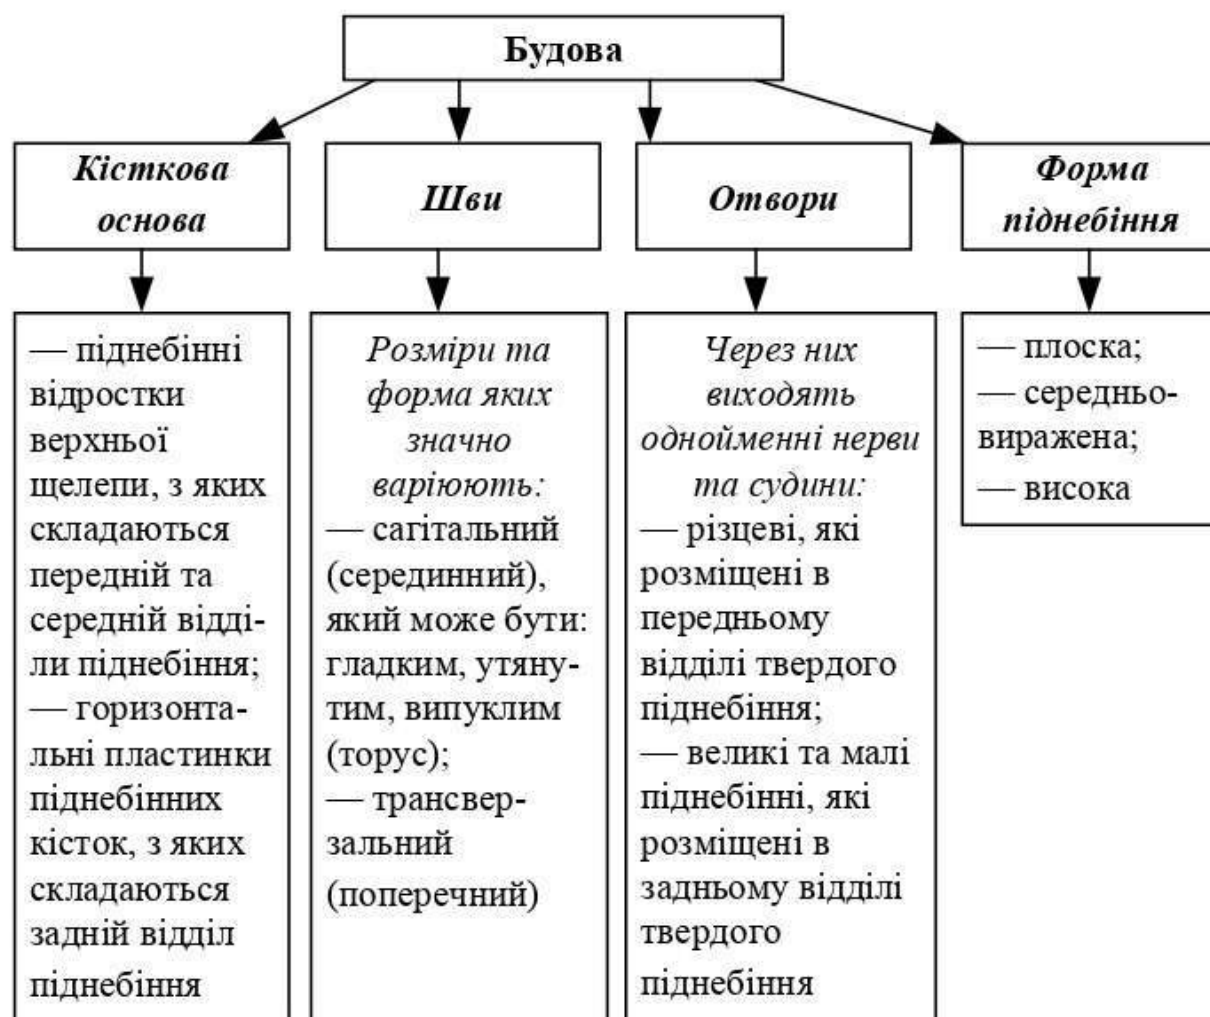 Будова
Кісткова
основа
Шви
Отвори
Форма
піднебіння
— піднебінні
відростки
верхньої
щелепи, з яких
складаються
передній та
середній відді-
ли піднебіння;
— горизонта-
льні пластинки
піднебінних
кісток, з яких
складаються
задній відділ
піднебіння
Розміри та
форма яких
значно
варіюють:
— сагітальний
(серединний),
який може бути:
гладким, утяну-
тим, випуклим
(торус);
— трансвер-
зальний
(поперечний)
Через них
виходять
однойменні нерви
та судини:
— різцеві, які
розміщені в
передньому
відділі твердого
піднебіння;
— великі та малі
піднебінні, які
розміщені в
задньому відділі
твердого
піднебіння
— плоска;
— середньо-
виражена;
— висока